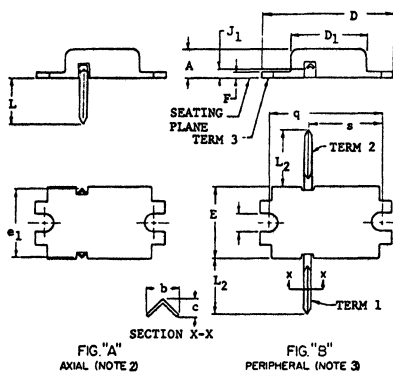 D
J1
D1
A
F
L
SEATING
PLANE
TERM 3
q
s
L2
TERM 2
e1
E
L2
x x
b
c
TERM 1
SECTION X-X
FIG."A"
AXIAL (NOTE 2)
FIG."B"
PERIPHERAL (NOTE 3)